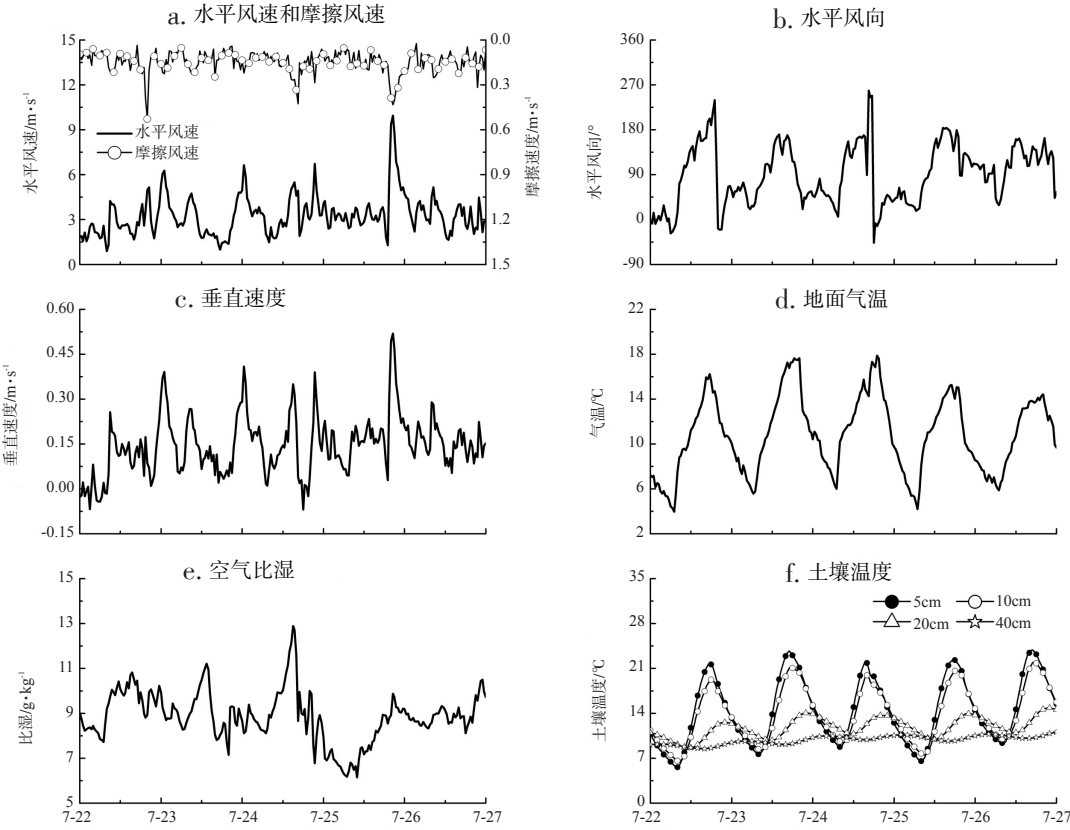 a. 水平风速和摩擦风速
15
12
9
6
3
0
水平风速/m·s⁻¹
水平风速
摩擦风速
0.0
0.3
0.6
0.9
1.2
1.5
摩擦速度/m·s⁻¹
b. 水平风向
360
270
180
90
0
-90
水平风向/°
c. 垂直速度
0.60
0.45
0.30
0.15
0.00
-0.15
垂直速度/m·s⁻¹
d. 地面气温
22
18
14
10
6
2
气温/℃
e. 空气比湿
15
13
11
9
7
5
比湿/g·kg⁻¹
7-22 7-23 7-24 7-25 7-26 7-27
f. 土壤温度
35
28
21
14
7
0
土壤温度/℃
5cm 10cm
20cm 40cm
7-22 7-23 7-24 7-25 7-26 7-27